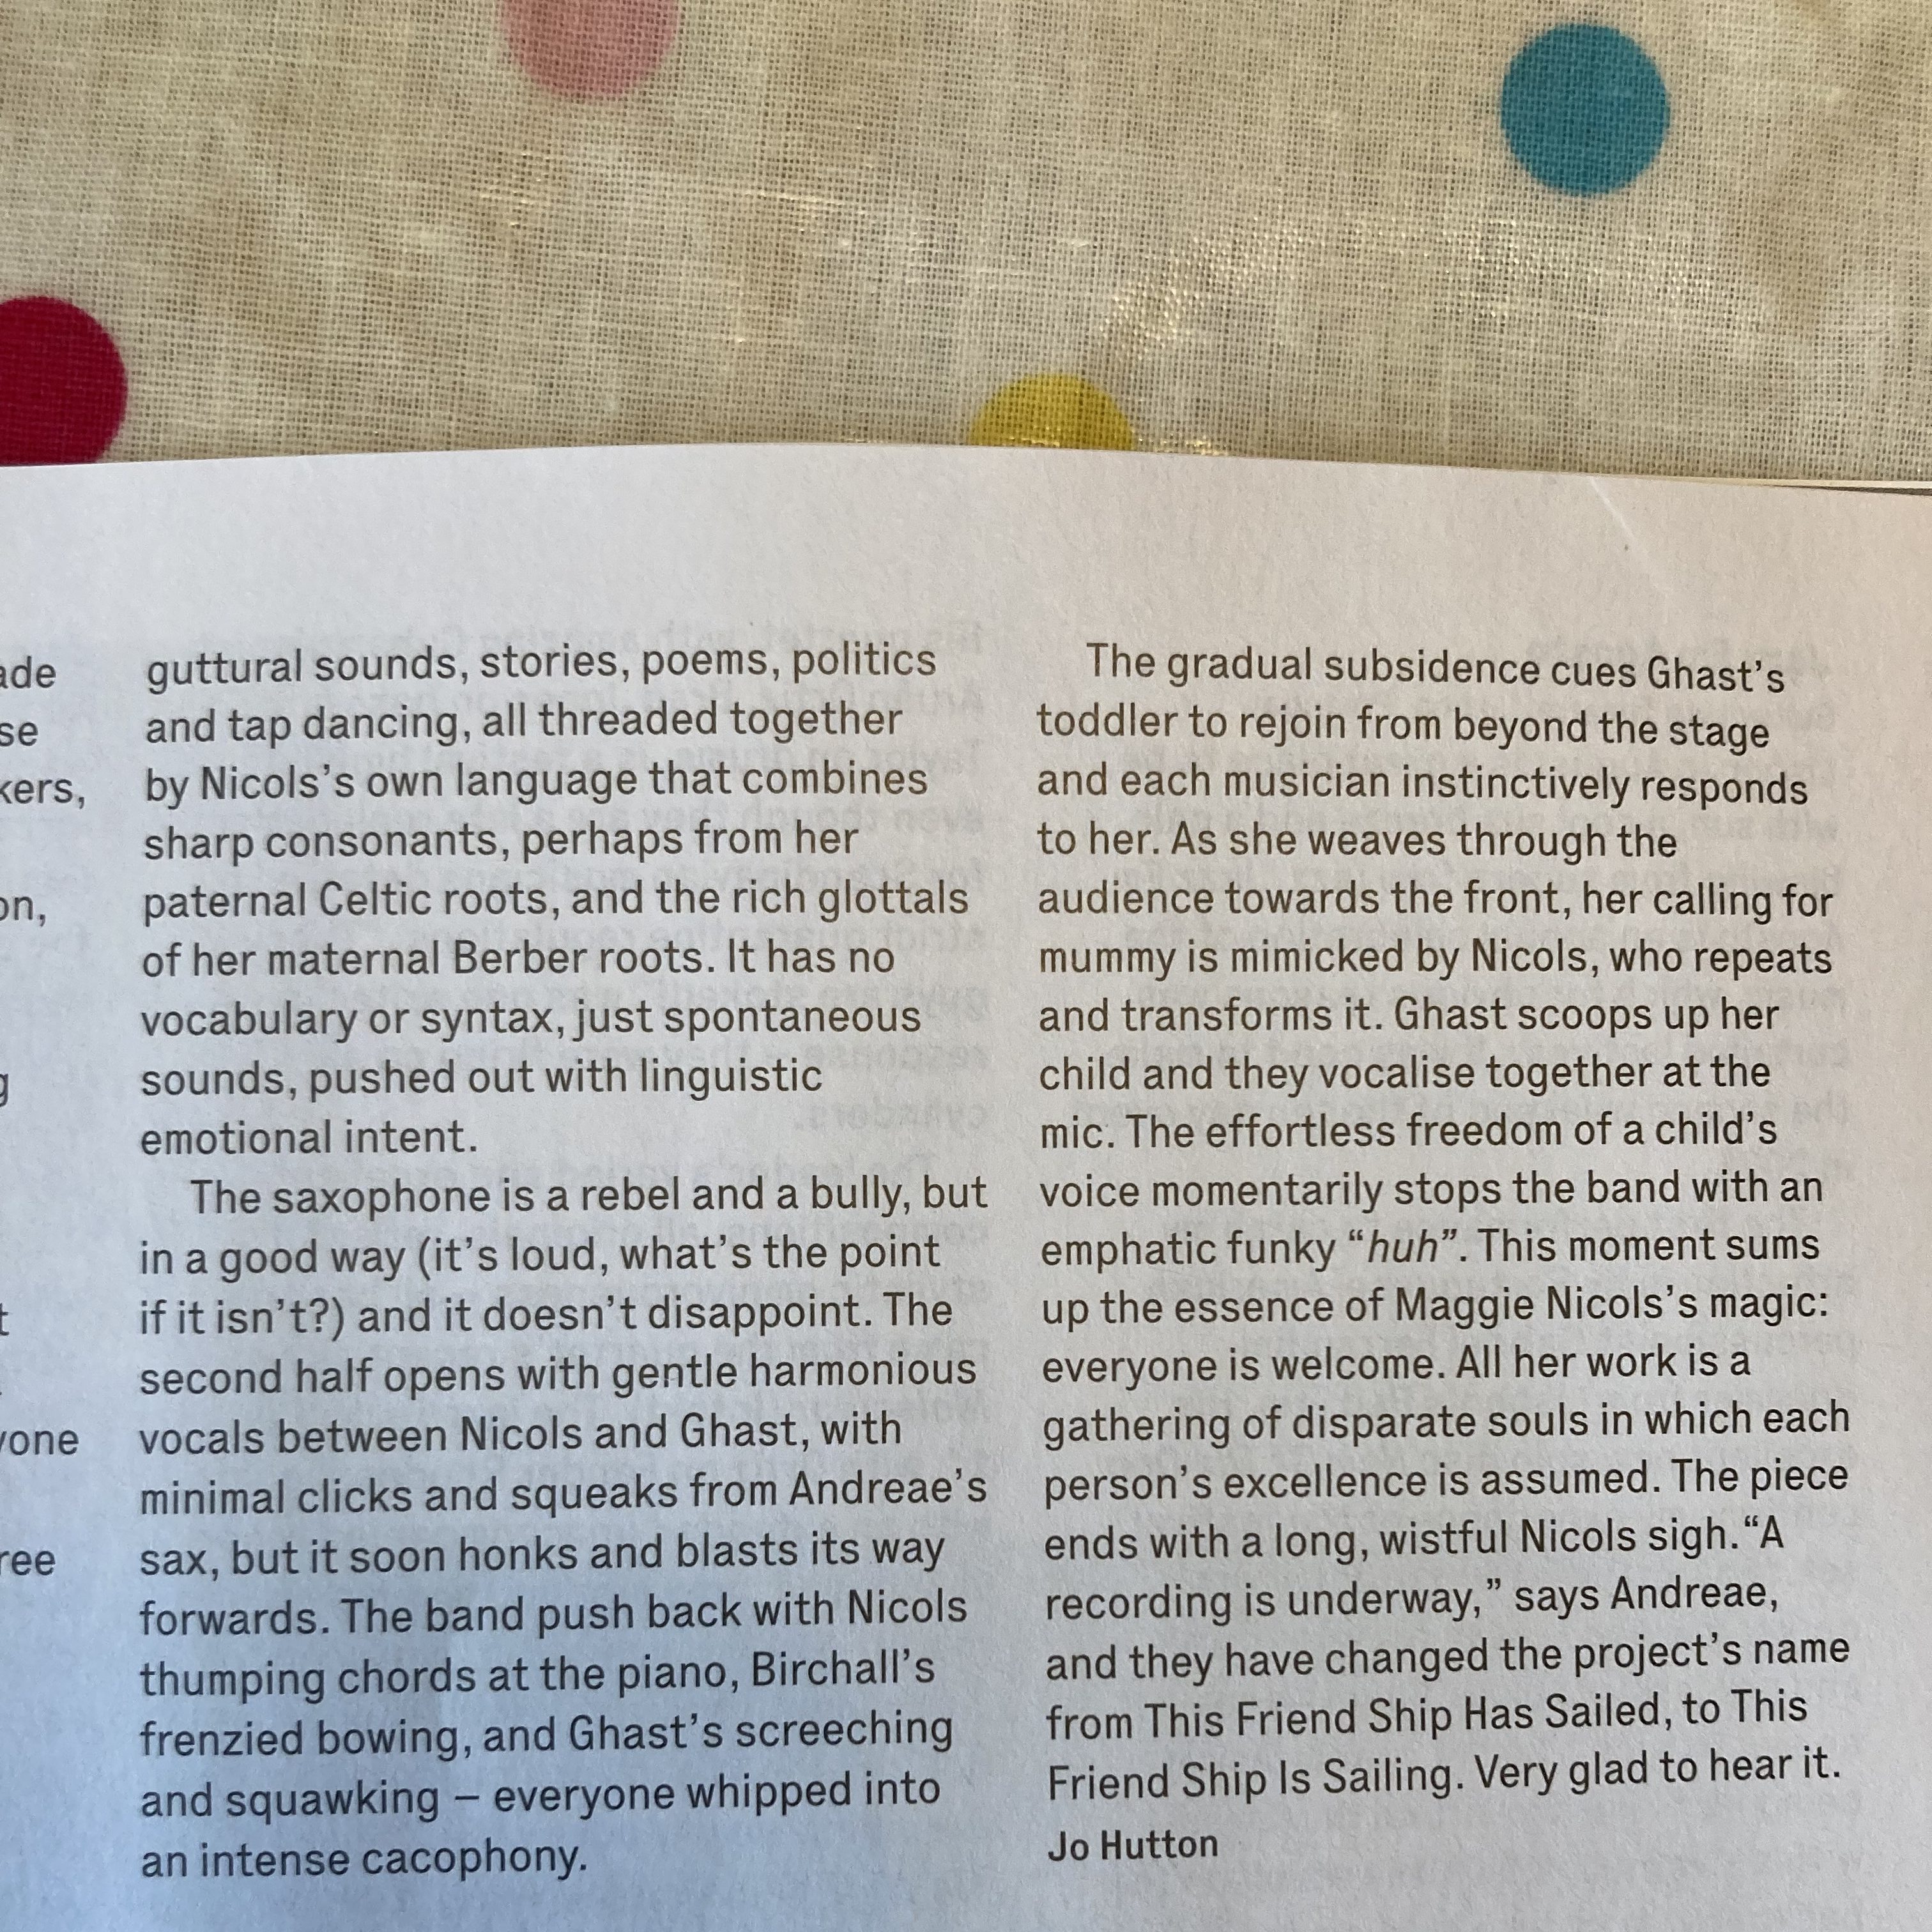 guttural sounds, stories, poems, politics
and tap dancing, all threaded together
by Nicols’s own language that combines
sharp consonants, perhaps from her
paternal Celtic roots, and the rich glottals
of her maternal Berber roots. It has no
vocabulary or syntax, just spontaneous
sounds, pushed out with linguistic
emotional intent.
The saxophone is a rebel and a bully, but
in a good way (it’s loud, what’s the point
if it isn’t?) and it doesn’t disappoint. The
second half opens with gentle harmonious
vocals between Nicols and Ghast, with
minimal clicks and squeaks from Andreae’s
sax, but it soon honks and blasts its way
forwards. The band push back with Nicols
thumping chords at the piano, Birchall’s
frenzied bowing, and Ghast’s screeching
and squawking – everyone whipped into
an intense cacophony.
The gradual subsidence cues Ghast’s
toddler to rejoin from beyond the stage
and each musician instinctively responds
to her. As she weaves through the
audience towards the front, her calling for
mummy is mimicked by Nicols, who repeats
and transforms it. Ghast scoops up her
child and they vocalise together at the
mic. The effortless freedom of a child’s
voice momentarily stops the band with an
emphatic funky “huh”. This moment sums
up the essence of Maggie Nicols’s magic:
everyone is welcome. All her work is a
gathering of disparate souls in which each
person’s excellence is assumed. The piece
ends with a long, wistful Nicols sigh. “A
recording is underway,” says Andreae,
and they have changed the project’s name
from This Friend Ship Has Sailed, to This
Friend Ship Is Sailing. Very glad to hear it.
Jo Hutton